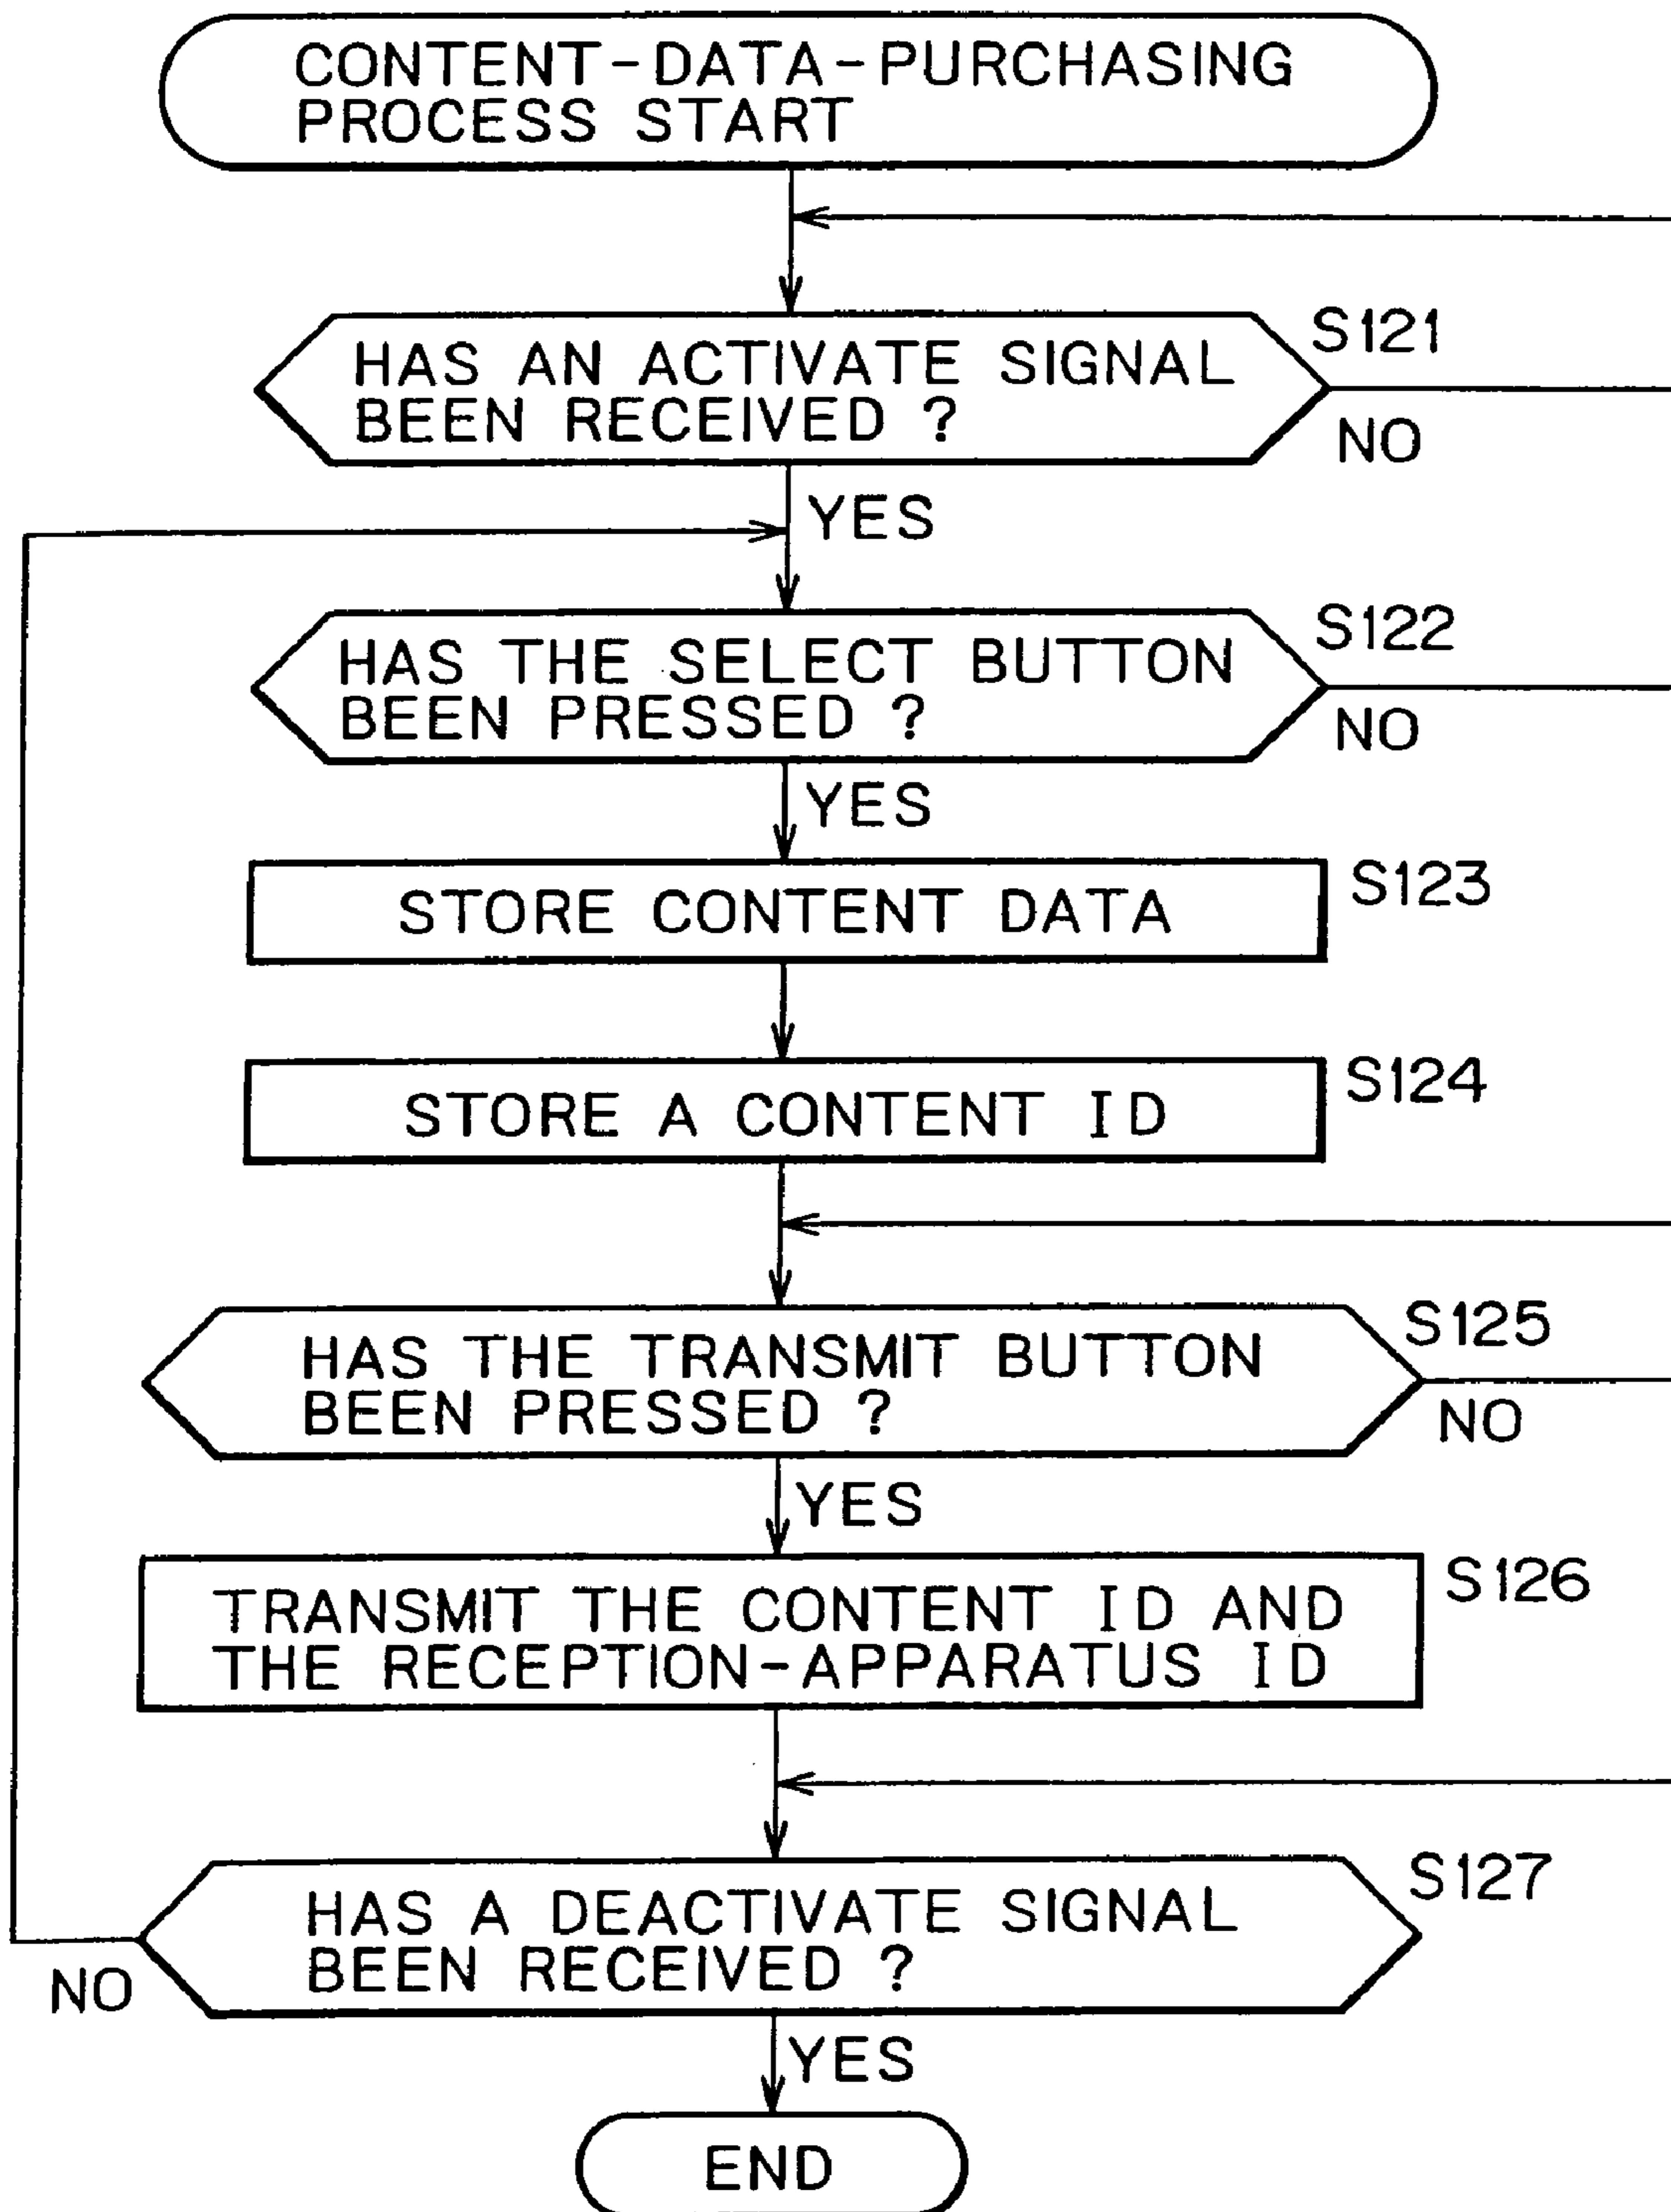 CONTENT-DATA-PURCHASING
PROCESS START
S121
HAS AN ACTIVATE SIGNAL
BEEN RECEIVED ?
NO
YES
S122
HAS THE SELECT BUTTON
BEEN PRESSED ?
NO
YES
S123
STORE CONTENT DATA
S124
STORE A CONTENT ID
S125
HAS THE TRANSMIT BUTTON
BEEN PRESSED ?
NO
YES
S126
TRANSMIT THE CONTENT ID AND
THE RECEPTION-APPARATUS ID
S127
HAS A DEACTIVATE SIGNAL
BEEN RECEIVED ?
NO
YES
END